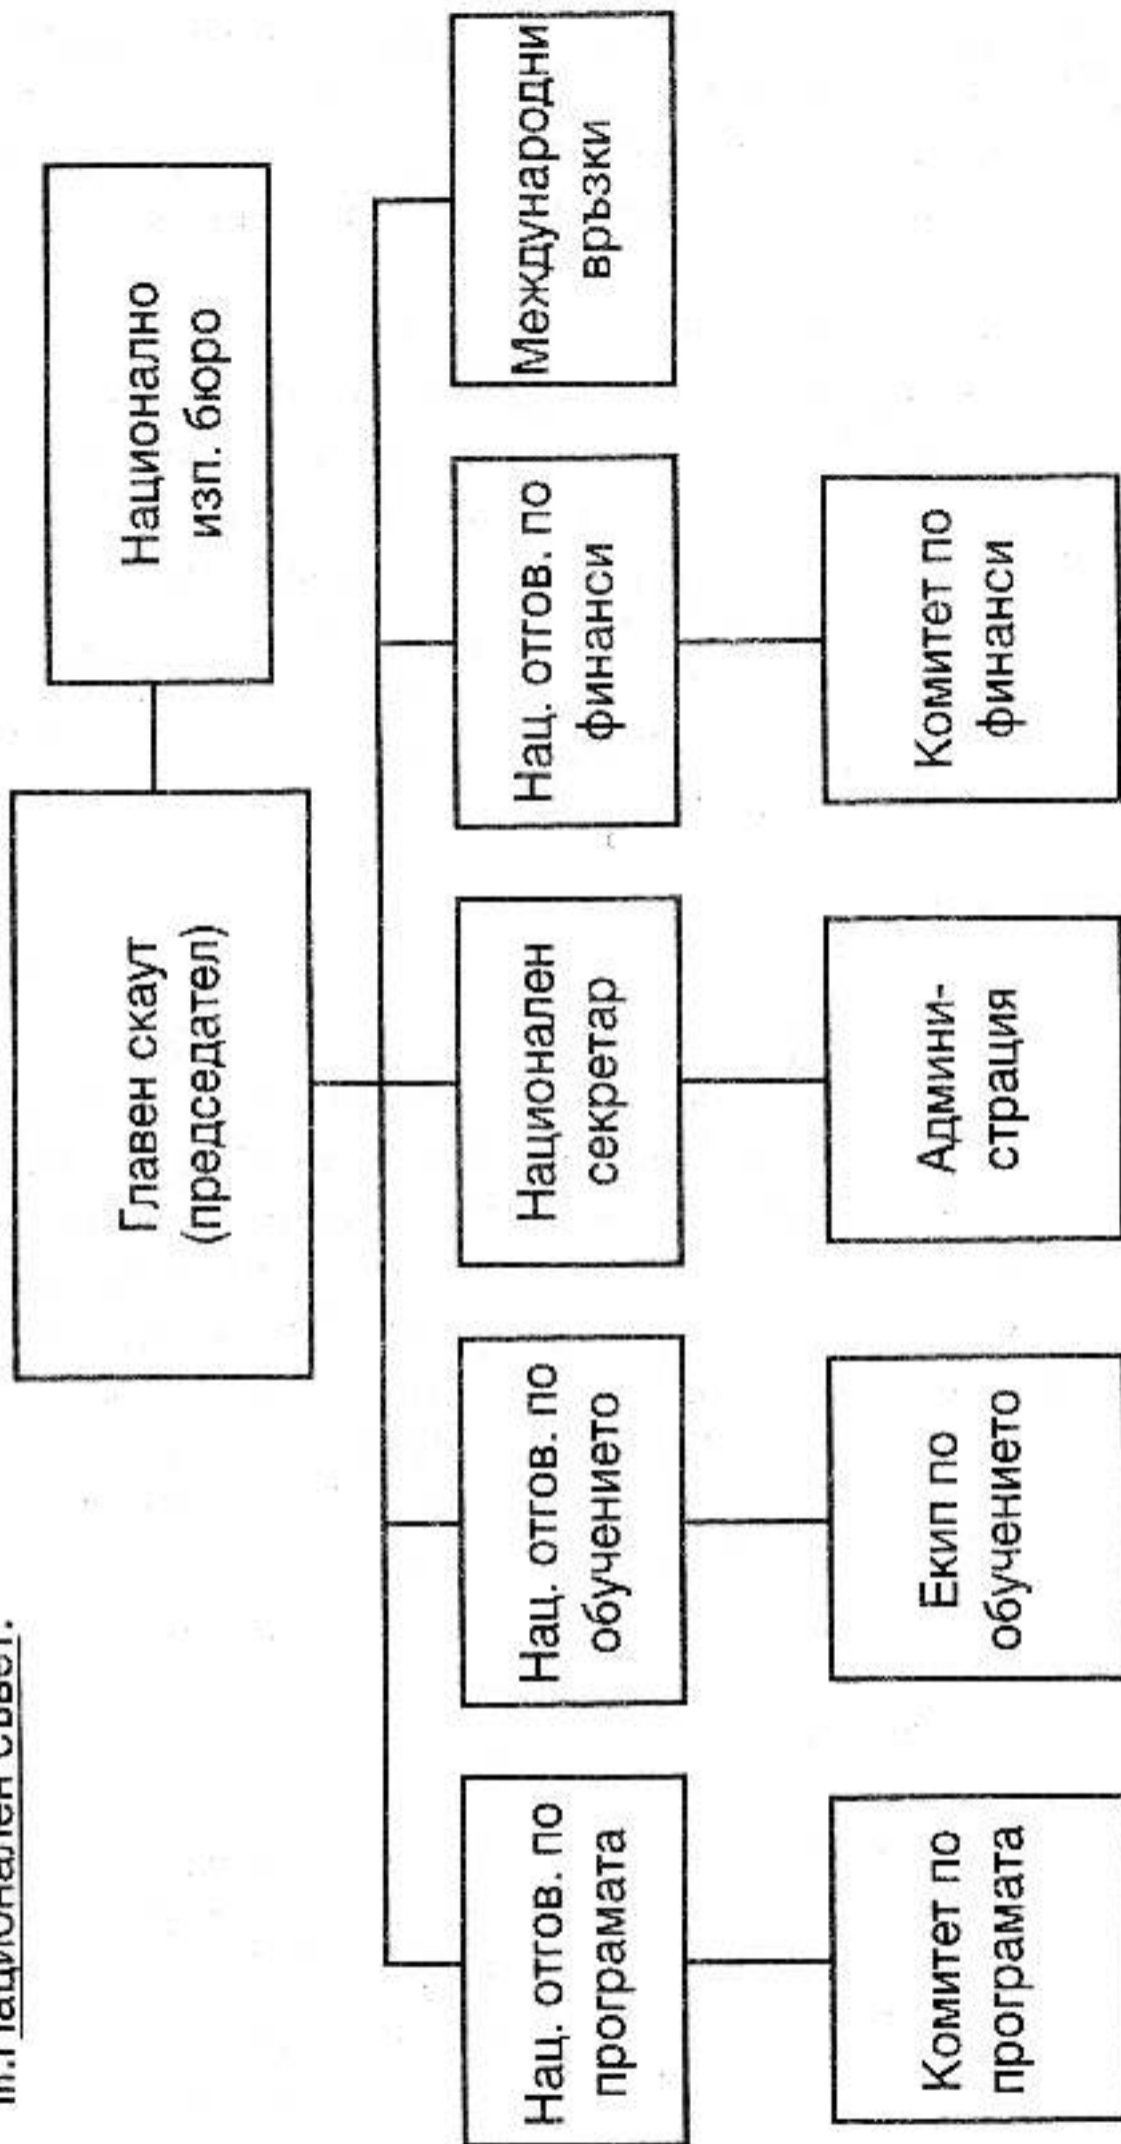 III. Национален съвет:
Главен скаут
(председател)
Национално
изп. бюро
Нац. отгов. по
програмата
Нац. отгов. по
обучението
Национален
секретар
Нац. отгов. по
финанси
Международни
връзки
Комитет по
програмата
Екип по
обучението
Админи-
страция
Комитет по
финанси